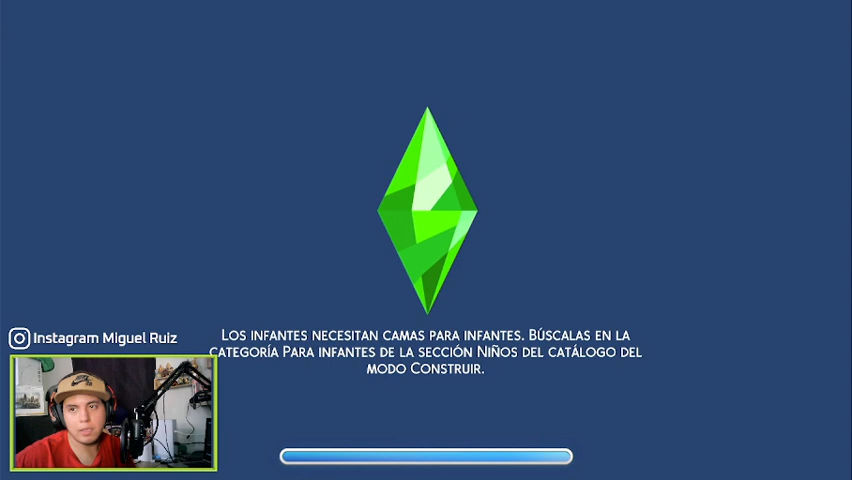 Instagram Miguel Ruiz
Los infantes necesitan camas para infantes. Búscalas en la
categoría Para infantes de la sección Niños del catálogo del
modo Construir.